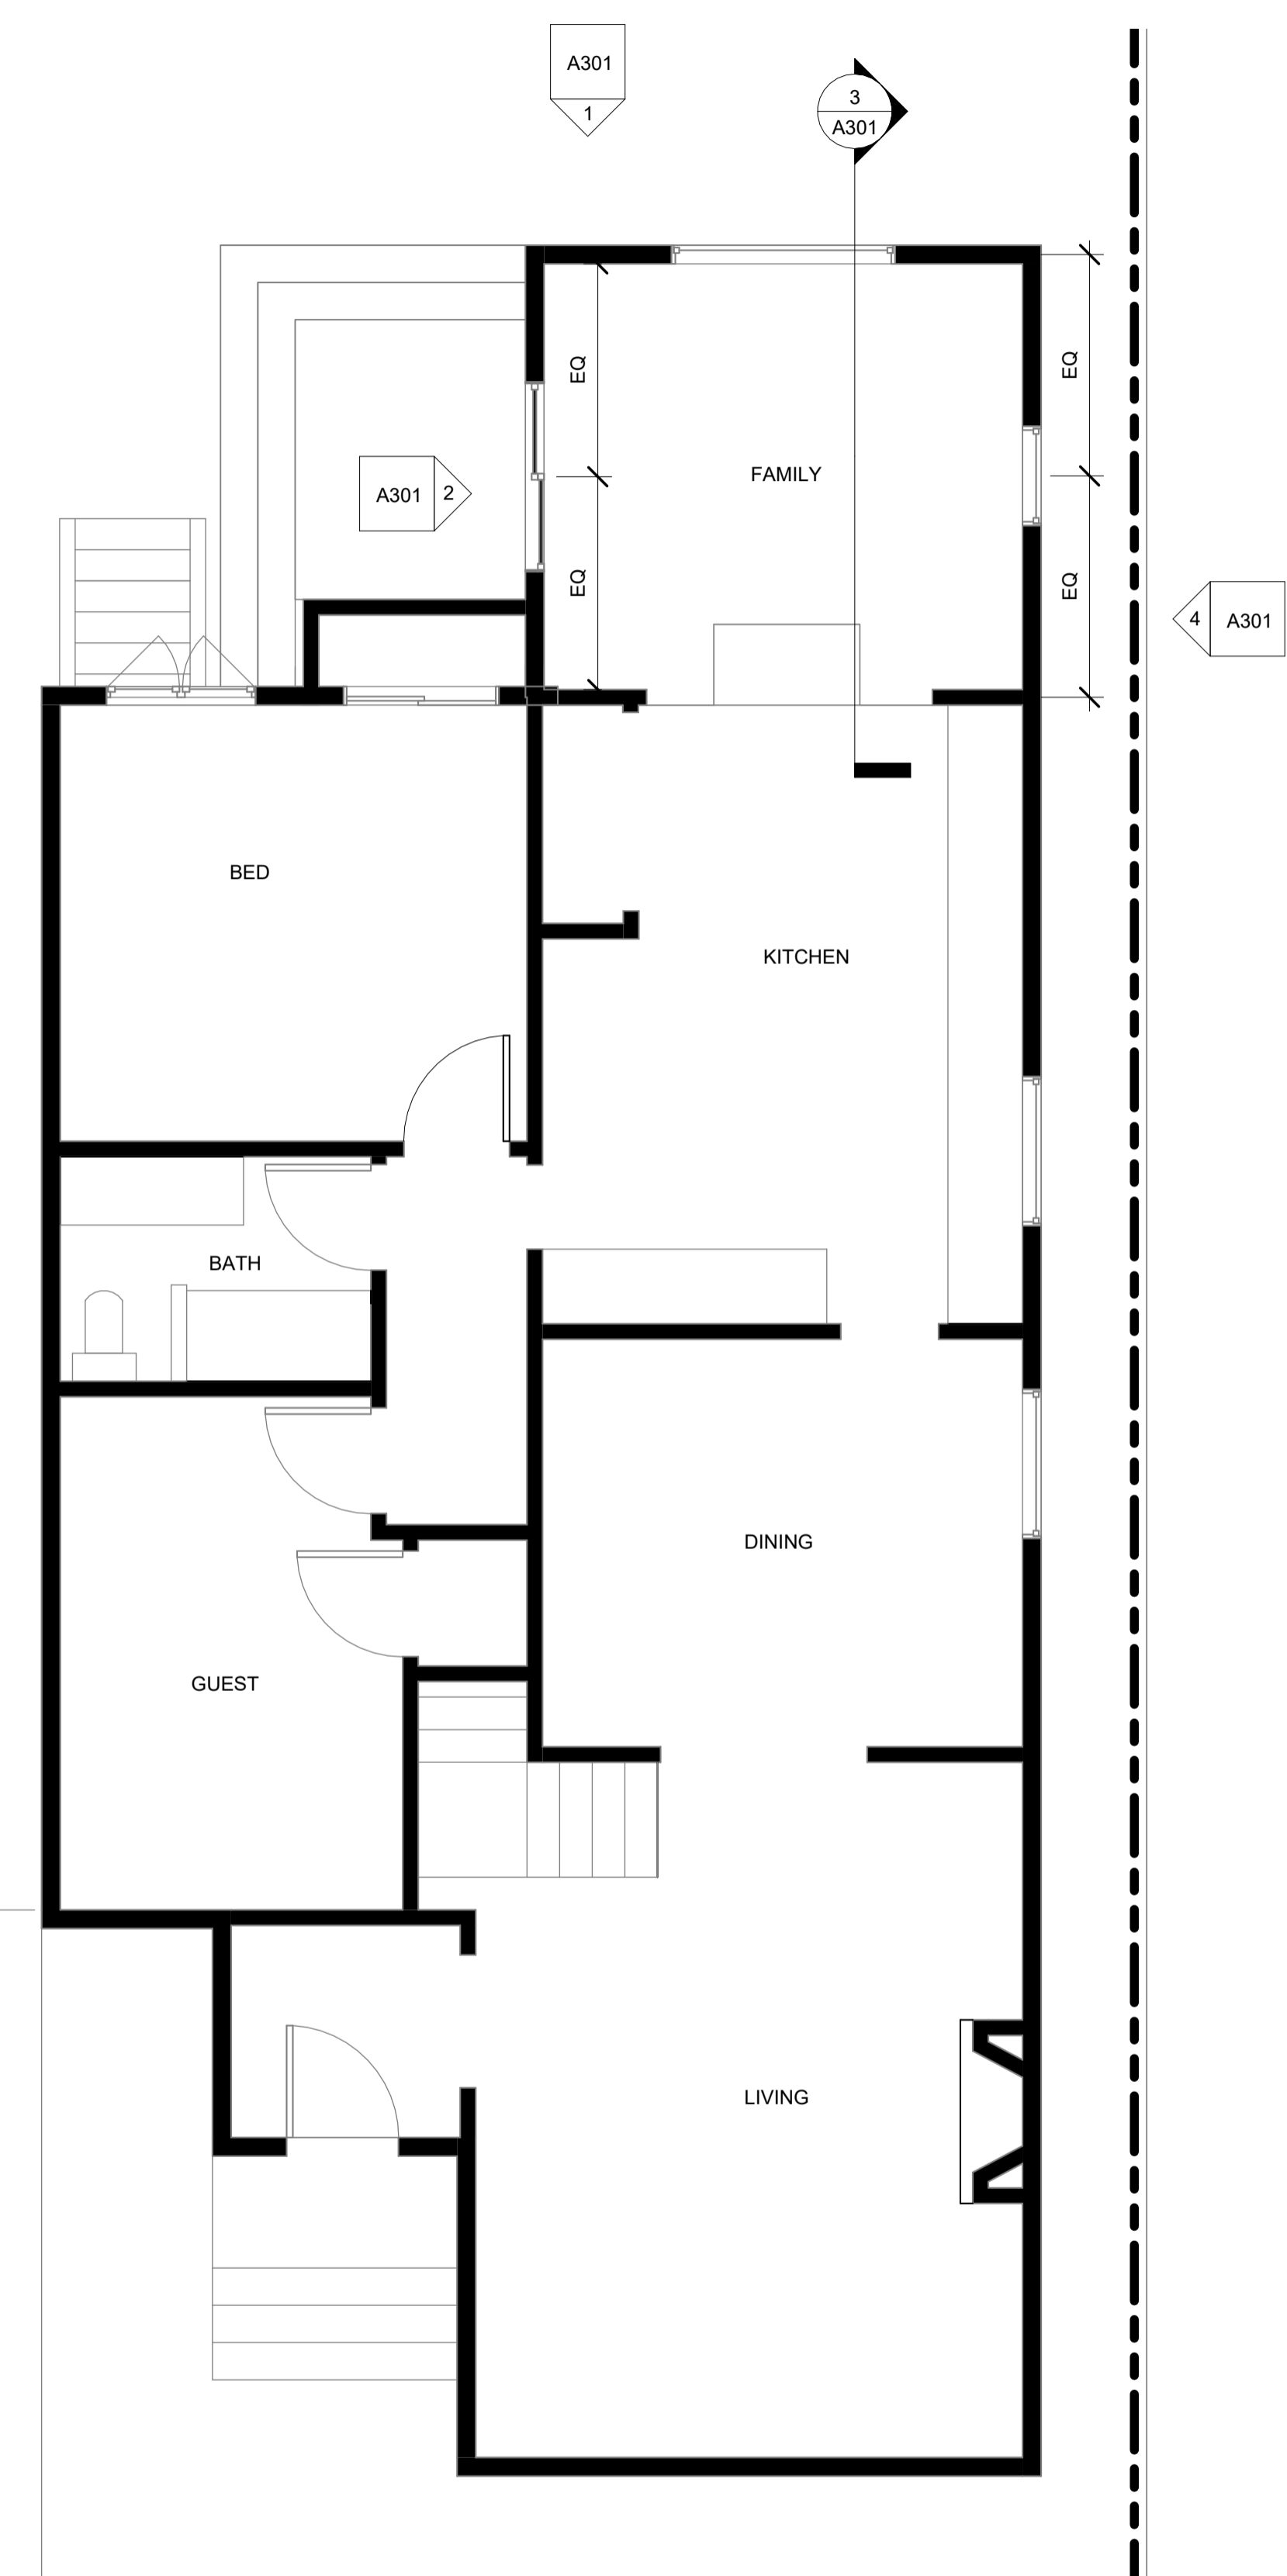 A301
1
3
A301
EQ
EQ
FAMILY
A301
2
EQ
EQ
4
A301
BED
KITCHEN
BATH
DINING
GUEST
LIVING